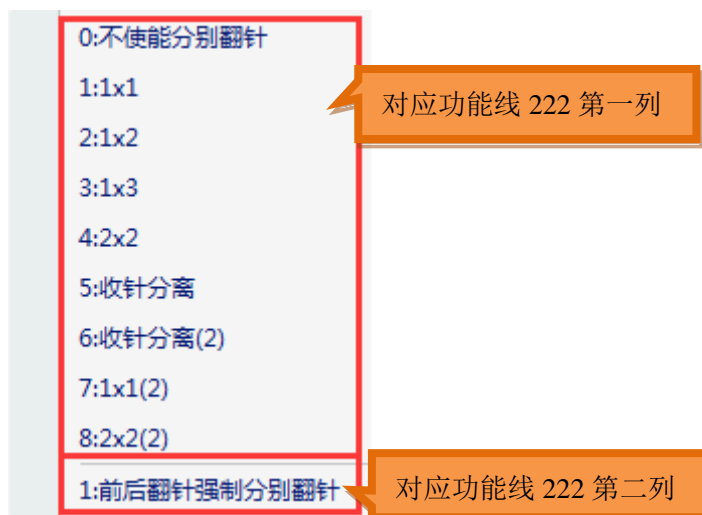 0:不使能分别翻针
1:1x1
对应功能线 222 第一列
2:1x2
3:1x3
4:2x2
5:收针分离
6:收针分离(2)
7:1x1(2)
8:2x2(2)
1:前后翻针强制分别翻针
对应功能线 222 第二列